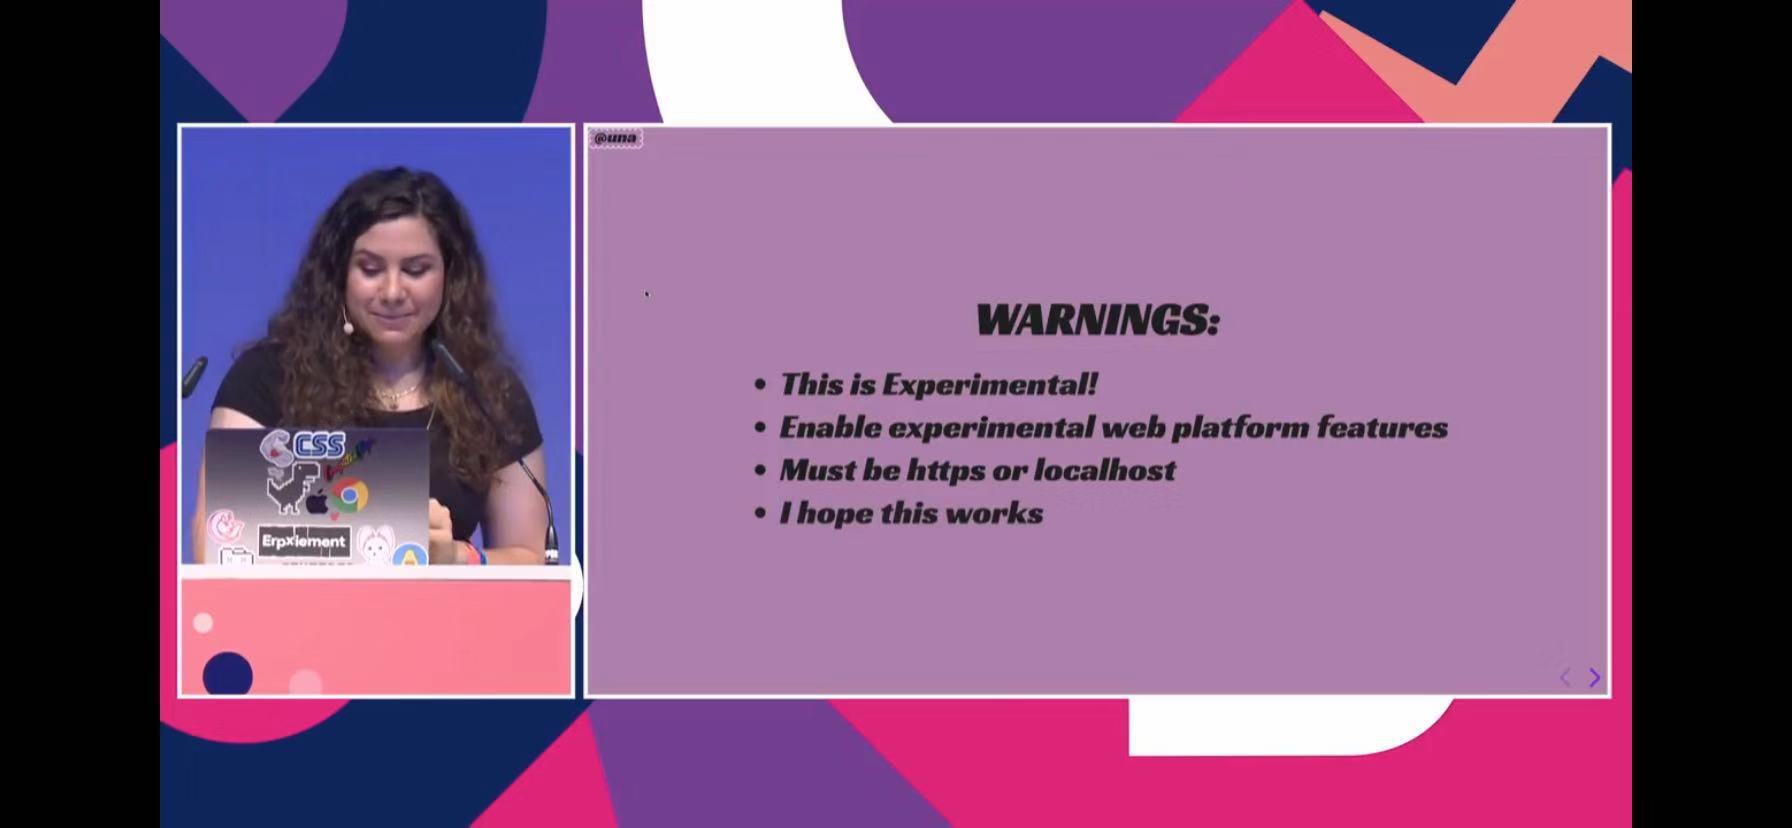 @una
WARNINGS:
• This is Experimental!
• Enable experimental web platform features
• Must be https or localhost
• I hope this works
CSS
Erpxlement